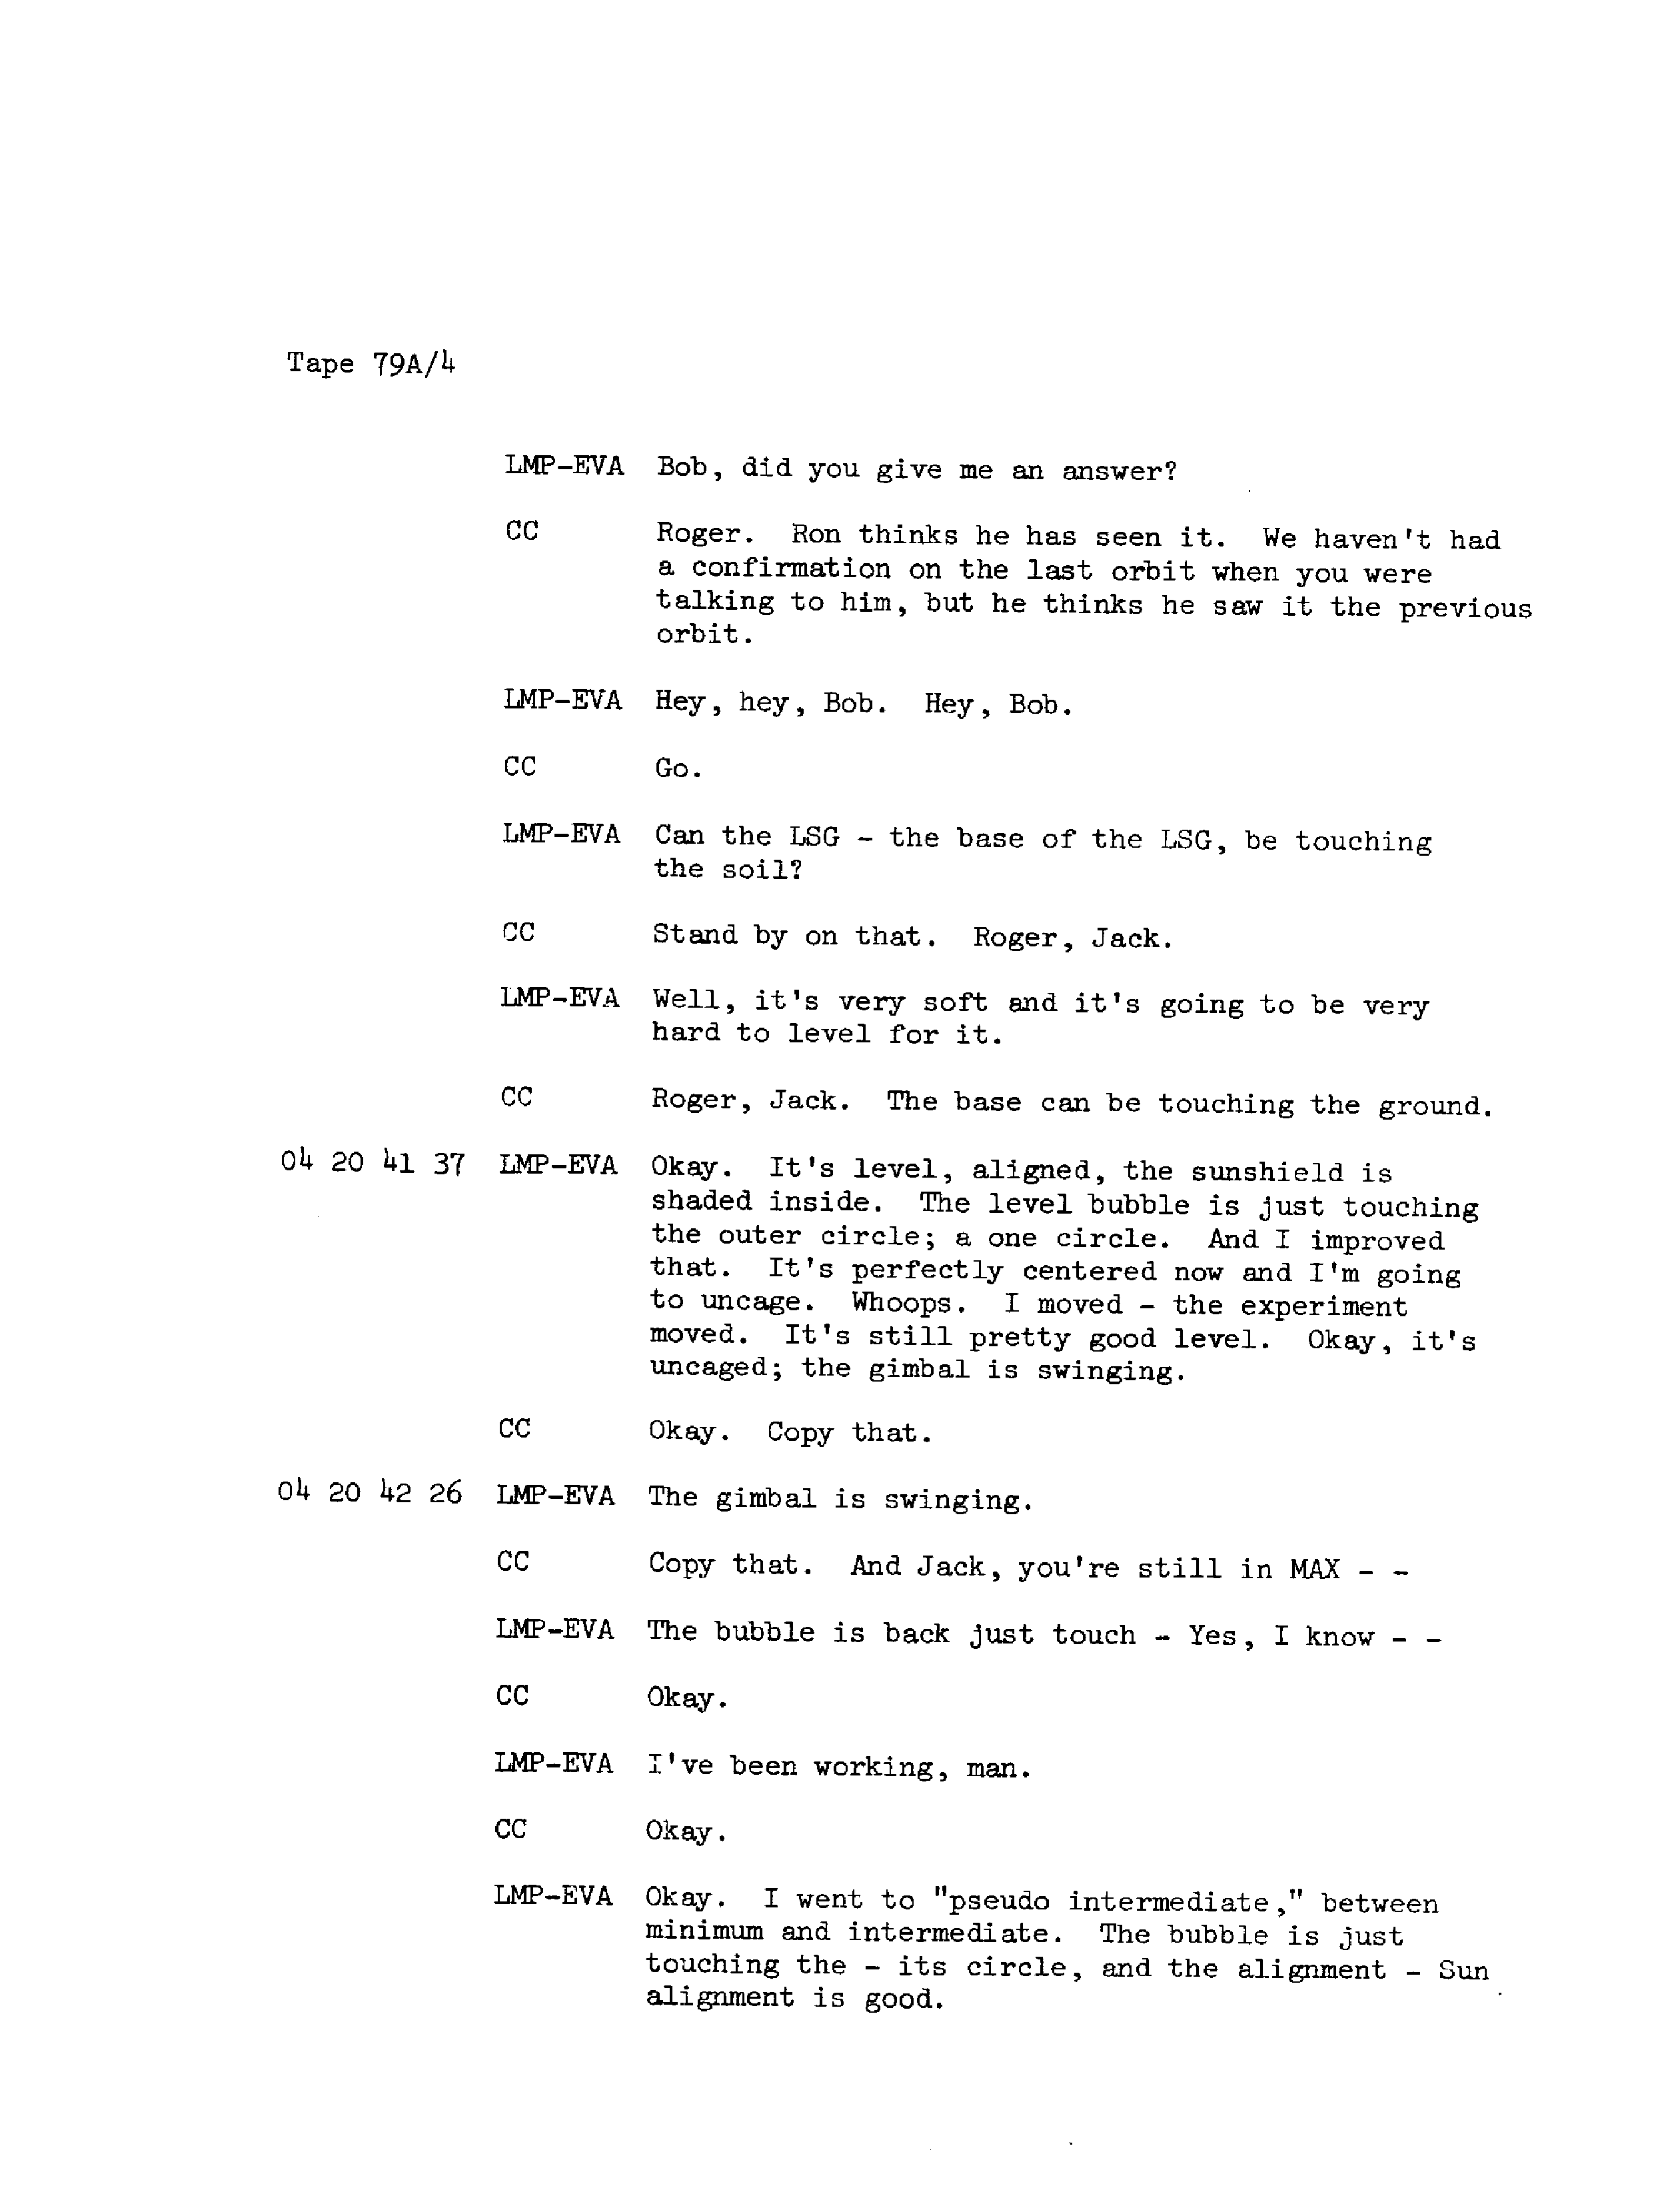 Tape 79A/4
LMP-EVA Bob, did you give me an answer?
CC Roger. Ron thinks he has seen it. We haven't had
a confirmation on the last orbit when you were
talking to him, but he thinks he saw it the previous
orbit.
LMP-EVA Hey, hey, Bob. Hey, Bob.
CC Go.
LMP-EVA Can the LSG - the base of the LSG, be touching
the soil?
CC Stand by on that. Roger, Jack.
LMP-EVA Well, it's very soft and it's going to be very
hard to level for it.
CC Roger, Jack. The base can be touching the ground.
04 20 41 37 LMP-EVA Okay. It's level, aligned, the sunshield is
shaded inside. The level bubble is just touching
the outer circle; a one circle. And I improved
that. It's perfectly centered now and I'm going
to uncage. Whoops. I moved - the experiment
moved. It's still pretty good level. Okay, it's
uncaged; the gimbal is swinging.
CC Okay. Copy that.
04 20 42 26 LMP-EVA The gimbal is swinging.
CC Copy that. And Jack, you're still in MAX - -
LMP-EVA The bubble is back just touch - Yes, I know - -
CC Okay.
LMP-EVA I've been working, man.
CC Okay.
LMP-EVA Okay. I went to "pseudo intermediate," between
minimum and intermediate. The bubble is just
touching the - its circle, and the alignment - Sun
alignment is good.